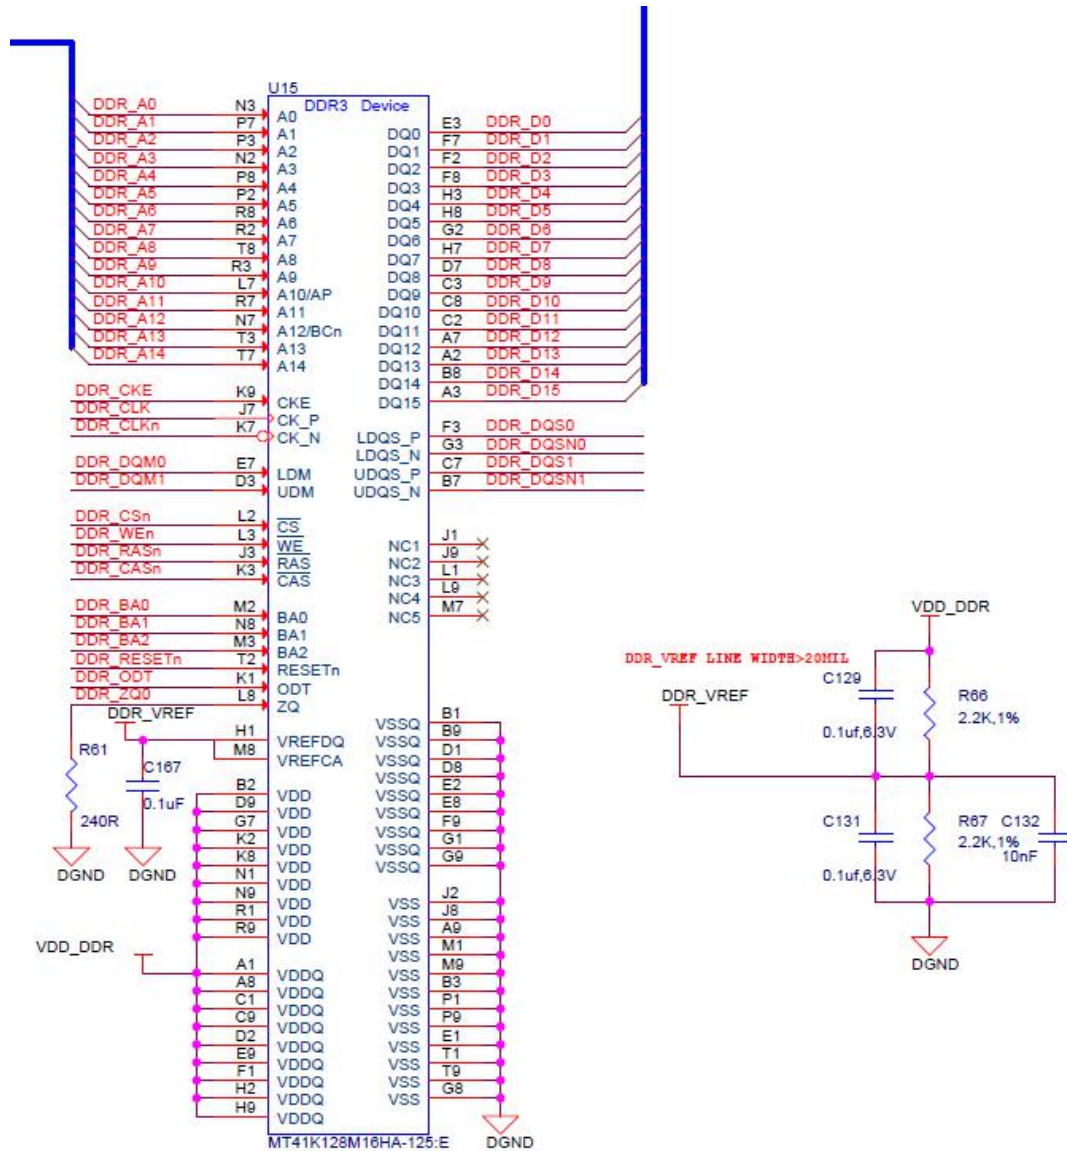 U15
DDR3 Device
DDR_A0 N3 A0
DDR_A1 P7 A1
DDR_A2 P3 A2
DDR_A3 N2 A3
DDR_A4 P8 A4
DDR_A5 P2 A5
DDR_A6 R8 A6
DDR_A7 R2 A7
DDR_A8 T8 A8
DDR_A9 R3 A9
DDR_A10 L7 A10/AP
DDR_A11 R7 A11
DDR_A12 N7 A12/BCn
DDR_A13 T3 A13
DDR_A14 T7 A14
DDR_CKE K9 CKE
DDR_CLK J7 CK_P
DDR_CLKn K7 CK_N
DDR_DQM0 E7 LDM
DDR_DQM1 D3 UDM
DDR_CSn L2 CS
DDR_WEn L3 WE
DDR_RASn J3 RAS
DDR_CASn K3 CAS
DDR_BA0 M2 BA0
DDR_BA1 N8 BA1
DDR_BA2 M3 BA2
DDR_RESETn T2 RESETn
DDR_ODT K1 ODT
DDR_ZQ0 L8 ZQ
DDR_VREF
H1 VREFDQ
M8 VREFCA
R61
240R
DGND
C167
0.1uF
DGND
B2 VDD
D9 VDD
G7 VDD
K2 VDD
K8 VDD
N1 VDD
N9 VDD
R1 VDD
R9 VDD
VDD_DDR
A1 VDDQ
A8 VDDQ
C1 VDDQ
C9 VDDQ
D2 VDDQ
E9 VDDQ
F1 VDDQ
H2 VDDQ
H9 VDDQ
DQ0 E3 DDR_D0
DQ1 F7 DDR_D1
DQ2 F2 DDR_D2
DQ3 F8 DDR_D3
DQ4 H3 DDR_D4
DQ5 H8 DDR_D5
DQ6 G2 DDR_D6
DQ7 H7 DDR_D7
DQ8 D7 DDR_D8
DQ9 C3 DDR_D9
DQ10 C8 DDR_D10
DQ11 C2 DDR_D11
DQ12 A7 DDR_D12
DQ13 A2 DDR_D13
DQ14 B8 DDR_D14
DQ15 A3 DDR_D15
LDQS_P F3 DDR_DQS0
LDQS_N G3 DDR_DQSN0
UDQS_P C7 DDR_DQS1
UDQS_N B7 DDR_DQSN1
NC1 J1
NC2 J9
NC3 L1
NC4 L9
NC5 M7
VSSQ B1
VSSQ B9
VSSQ D1
VSSQ D8
VSSQ E2
VSSQ E8
VSSQ F9
VSSQ G1
VSSQ G9
VSS J2
VSS J8
VSS A9
VSS M1
VSS M9
VSS B3
VSS P1
VSS P9
VSS E1
VSS T1
VSS T9
VSS G8
MT41K128M16HA-125:E
DGND
VDD_DDR
DDR_VREF LINE WIDTH>20MIL
DDR_VREF
C129
0.1uf,6.3V
R66
2.2K,1%
C131
0.1uf,6.3V
R67
2.2K,1%
C132
10nF
DGND